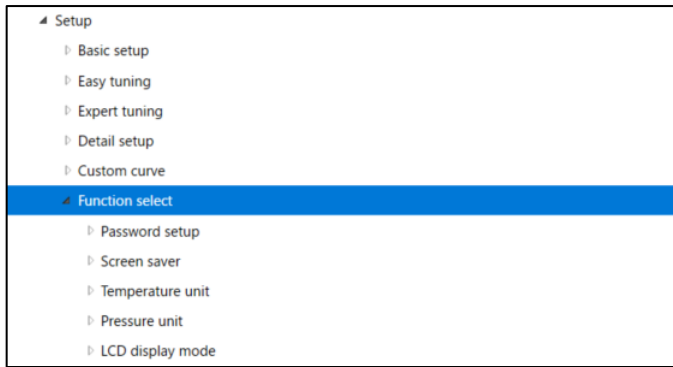 Setup
Basic setup
Easy tuning
Expert tuning
Detail setup
Custom curve
Function select
Password setup
Screen saver
Temperature unit
Pressure unit
LCD display mode